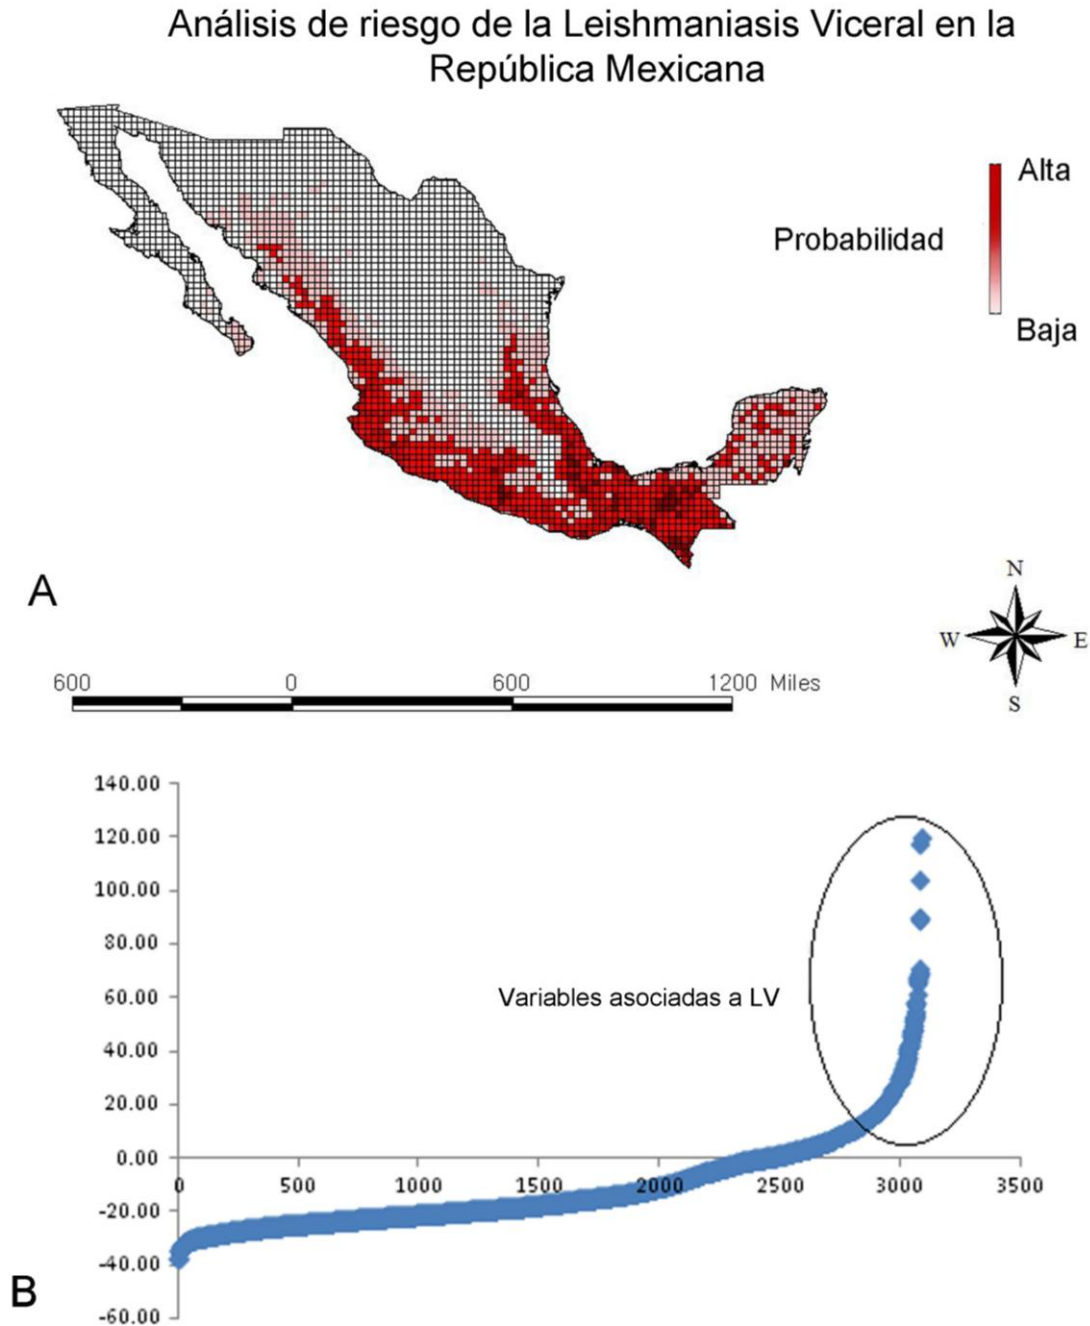 Análisis de riesgo de la Leishmaniasis Viceral en la
República Mexicana
Alta
Probabilidad
Baja
A
N
W E
S
600 0 600 1200 Miles
140.00
120.00
100.00
80.00
60.00
40.00
20.00
0.00
-20.00
-40.00
-60.00
Variables asociadas a LV
0 500 1000 1500 2000 2500 3000 3500
B